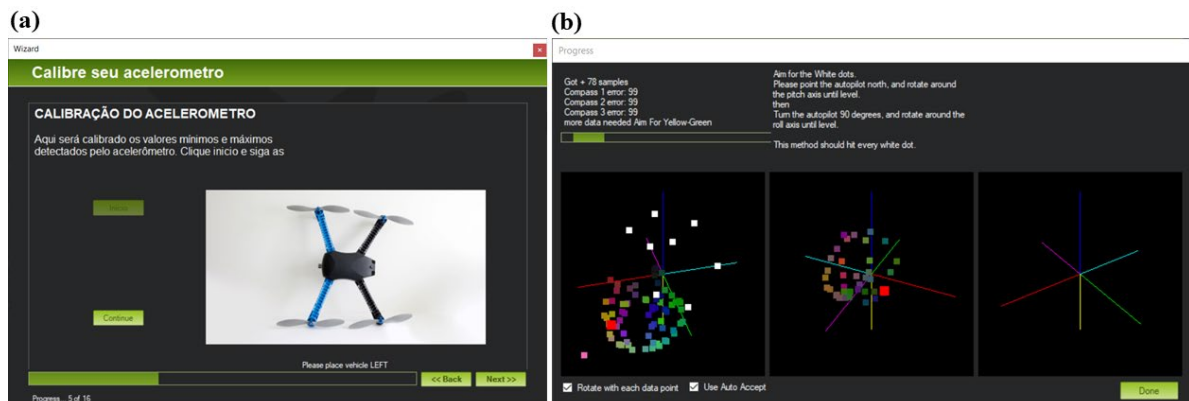 (a)
Wizard
Calibre seu acelerometro
CALIBRAÇÃO DO ACELEROMETRO
Aqui será calibrado os valores mínimos e máximos
detectados pelo acelerômetro. Clique inicio e siga as
Continue
Please place vehicle LEFT
<< Back
Next >>
Progress 5 of 16
(b)
Progress
Got + 78 samples
Compass 1 error: 99
Compass 2 error: 99
Compass 3 error: 99
more data needed Aim For Yellow-Green
Aim for the White dots.
Please point the autopilot north, and rotate around
the pitch axis until level.
then
Turn the autopilot 90 degrees, and rotate around the
roll axis until level.
This method should hit every white dot.
Rotate with each data point
Use Auto Accept
Done